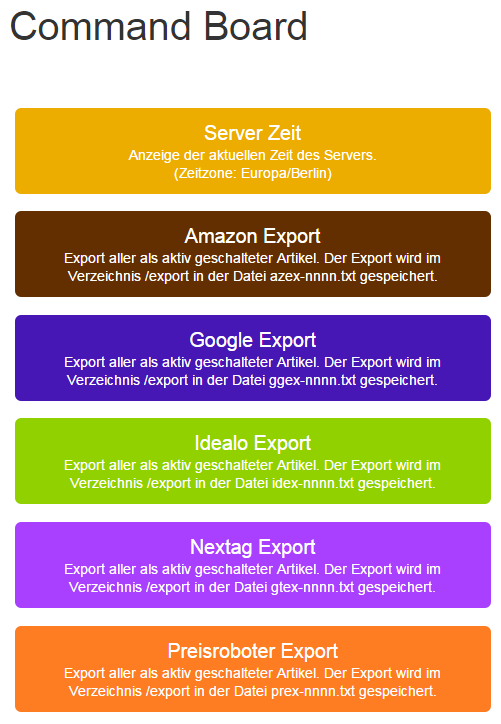 Command Board
Server Zeit
Anzeige der aktuellen Zeit des Servers.
(Zeitzone: Europa/Berlin)
Amazon Export
Export aller als aktiv geschalteter Artikel. Der Export wird im
Verzeichnis /export in der Datei azex-nnnn.txt gespeichert.
Google Export
Export aller als aktiv geschalteter Artikel. Der Export wird im
Verzeichnis /export in der Datei ggex-nnnn.txt gespeichert.
Idealo Export
Export aller als aktiv geschalteter Artikel. Der Export wird im
Verzeichnis /export in der Datei idex-nnnn.txt gespeichert.
Nextag Export
Export aller als aktiv geschalteter Artikel. Der Export wird im
Verzeichnis /export in der Datei gtex-nnnn.txt gespeichert.
Preisroboter Export
Export aller als aktiv geschalteter Artikel. Der Export wird im
Verzeichnis /export in der Datei prex-nnnn.txt gespeichert.